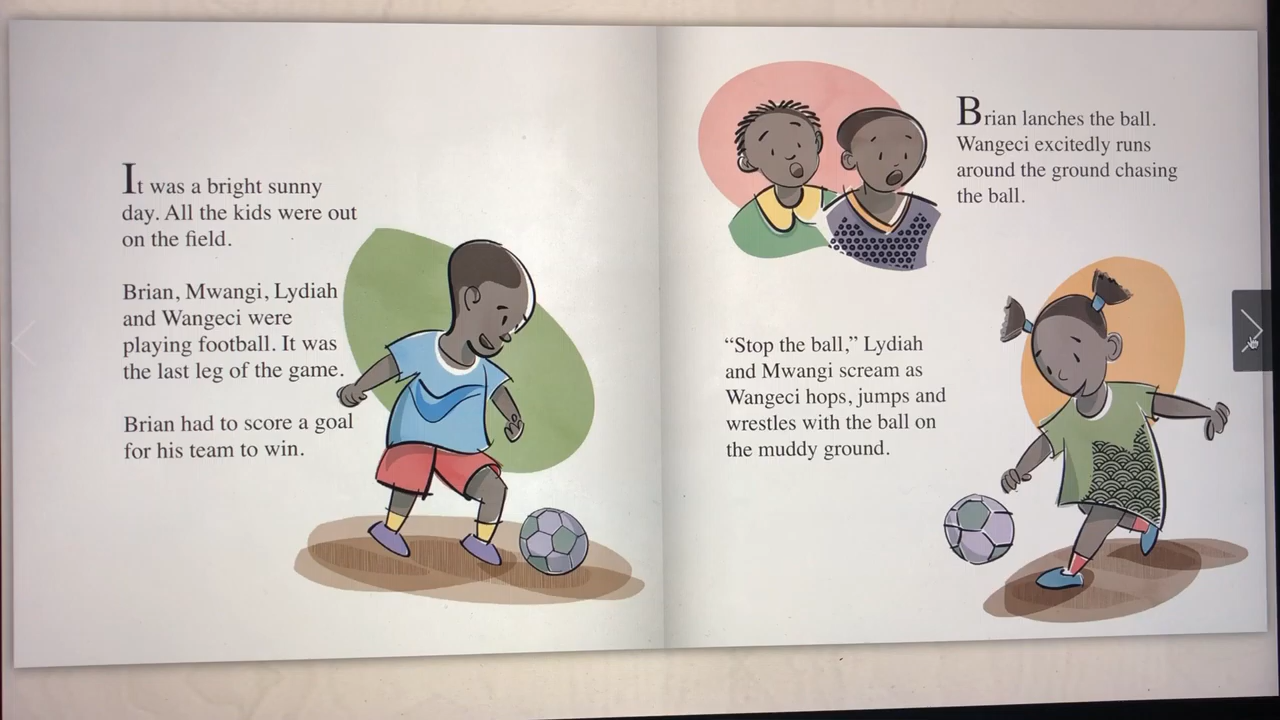 It was a bright sunny
day. All the kids were out
on the field.
Brian, Mwangi, Lydiah
and Wangeci were
playing football. It was
the last leg of the game.
Brian had to score a goal
for his team to win.
Brian lanches the ball.
Wangeci excitedly runs
around the ground chasing
the ball.
“Stop the ball,” Lydiah
and Mwangi scream as
Wangeci hops, jumps and
wrestles with the ball on
the muddy ground.